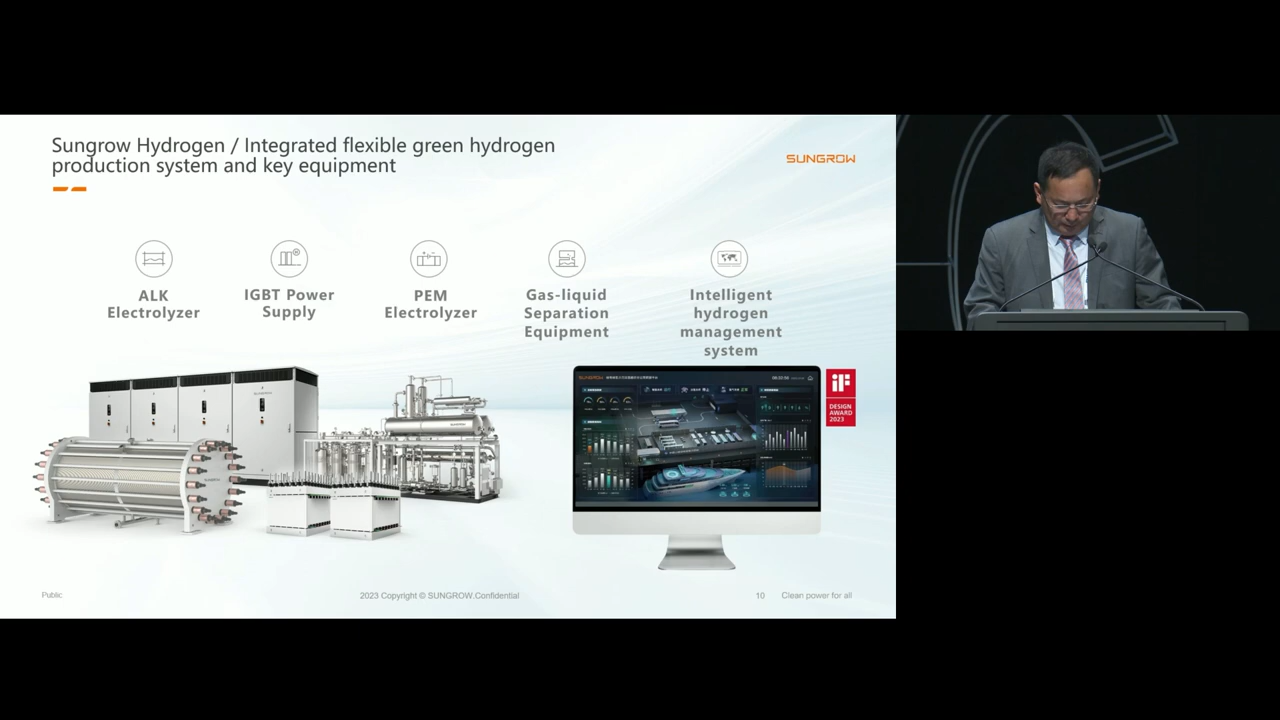 Sungrow Hydrogen / Integrated flexible green hydrogen
production system and key equipment
SUNGROW
ALK
Electrolyzer
IGBT Power
Supply
PEM
Electrolyzer
Gas-liquid
Separation
Equipment
Intelligent
hydrogen
management
system
SUNGROW
iF
DESIGN
AWARD
2023
Public
2023 Copyright © SUNGROW.Confidential
10
Clean power for all